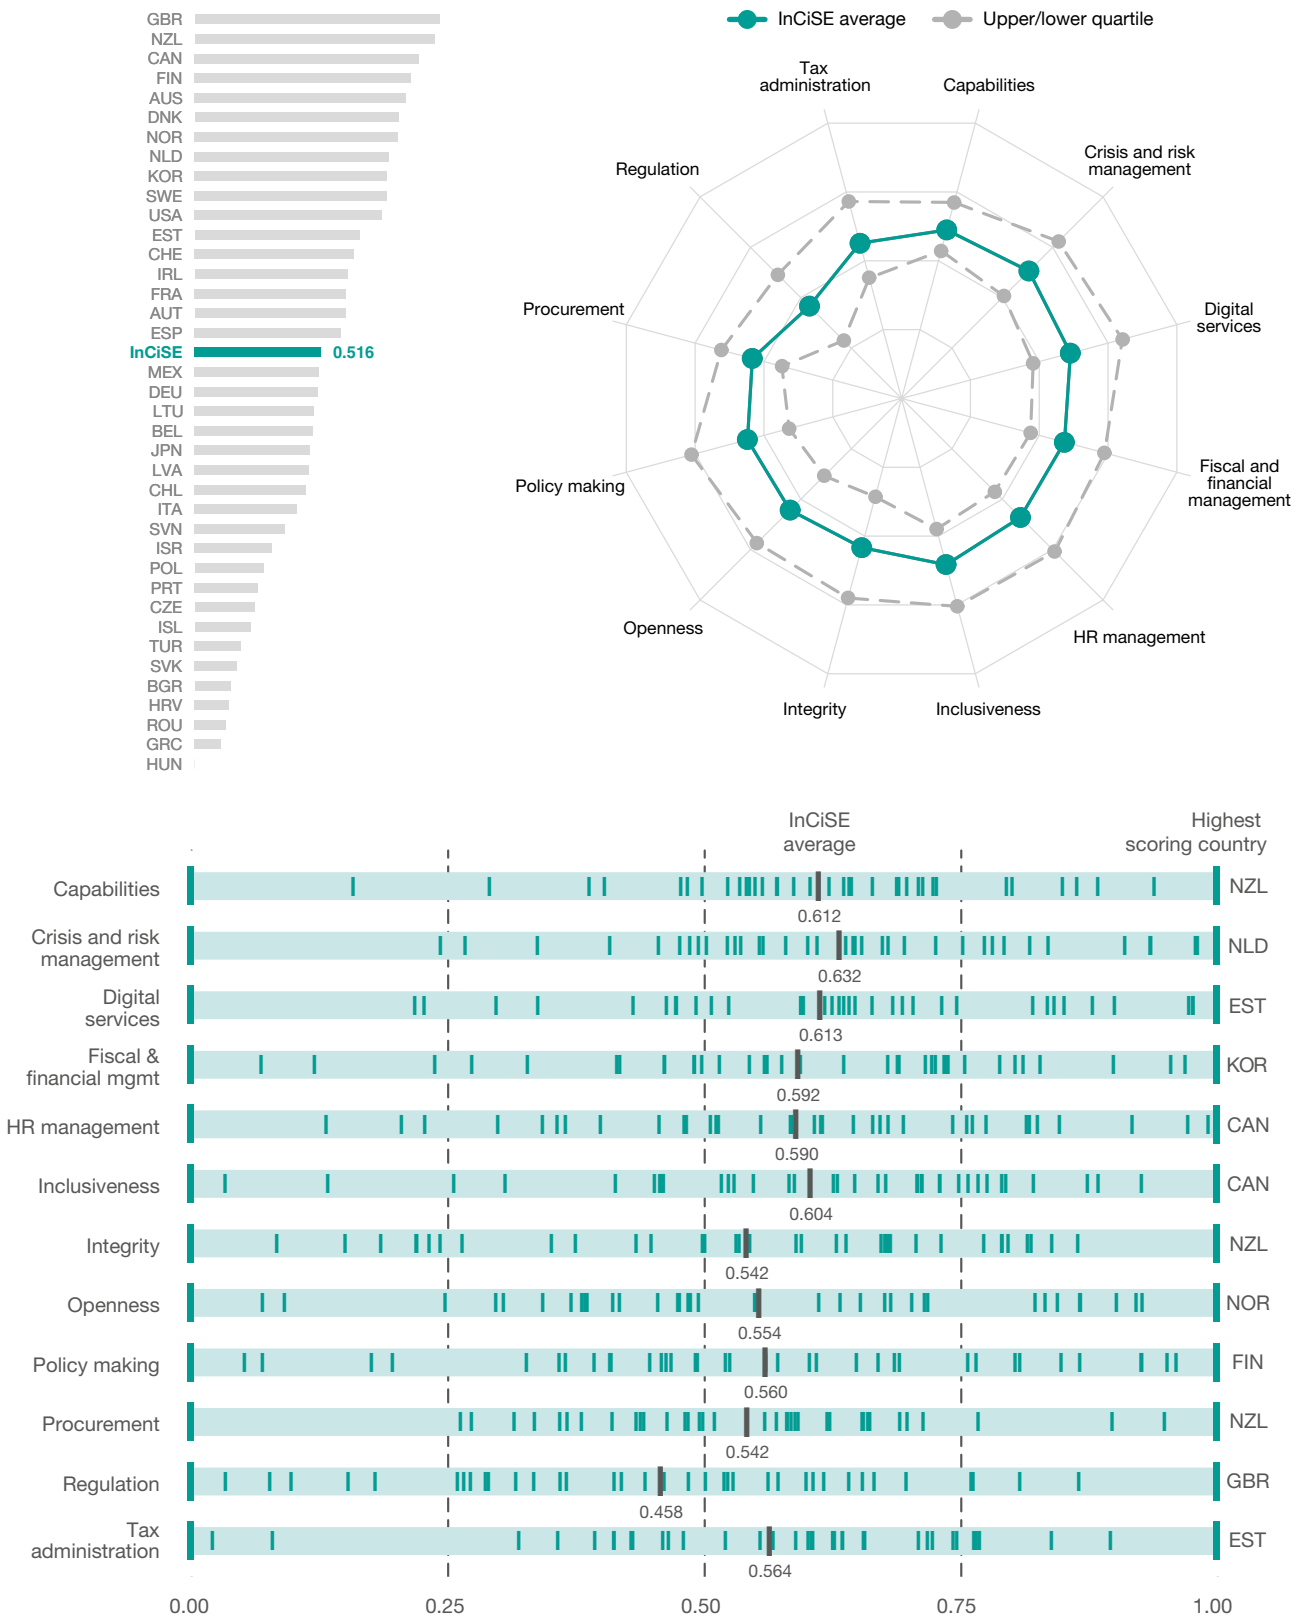 GBR
NZL
CAN
FIN
AUS
DNK
NOR
NLD
KOR
SWE
USA
EST
CHE
IRL
FRA
AUT
ESP
InCiSE 0.516
MEX
DEU
LTU
BEL
JPN
LVA
CHL
ITA
SVN
ISR
POL
PRT
CZE
ISL
TUR
SVK
BGR
HRV
ROU
GRC
HUN
InCiSE average
Upper/lower quartile
Tax
administration
Capabilities
Crisis and risk
management
Digital
services
Fiscal and
financial
management
HR management
Inclusiveness
Integrity
Openness
Policy making
Procurement
Regulation
InCiSE
average
Highest
scoring country
Capabilities
0.612
NZL
Crisis and risk
management
0.632
NLD
Digital
services
0.613
EST
Fiscal &
financial mgmt
0.592
KOR
HR management
0.590
CAN
Inclusiveness
0.604
CAN
Integrity
0.542
NZL
Openness
0.554
NOR
Policy making
0.560
FIN
Procurement
0.542
NZL
Regulation
0.458
GBR
Tax
administration
0.564
EST
0.00
0.25
0.50
0.75
1.00